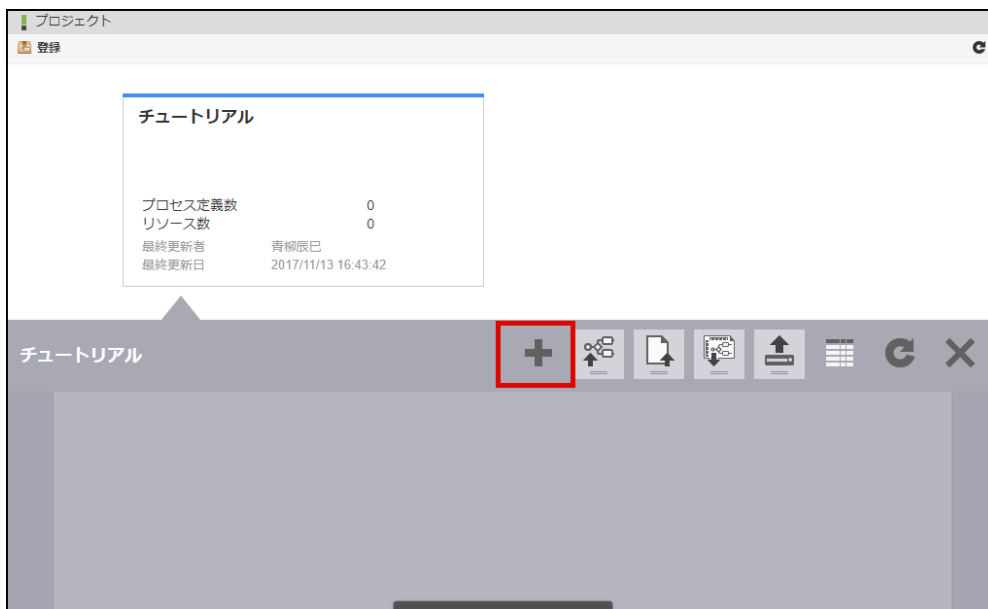 プロジェクト
登録
チュートリアル
プロセス定義数 0
リソース数 0
最終更新者 青柳辰巳
最終更新日 2017/11/13 16:43:42
チュートリアル